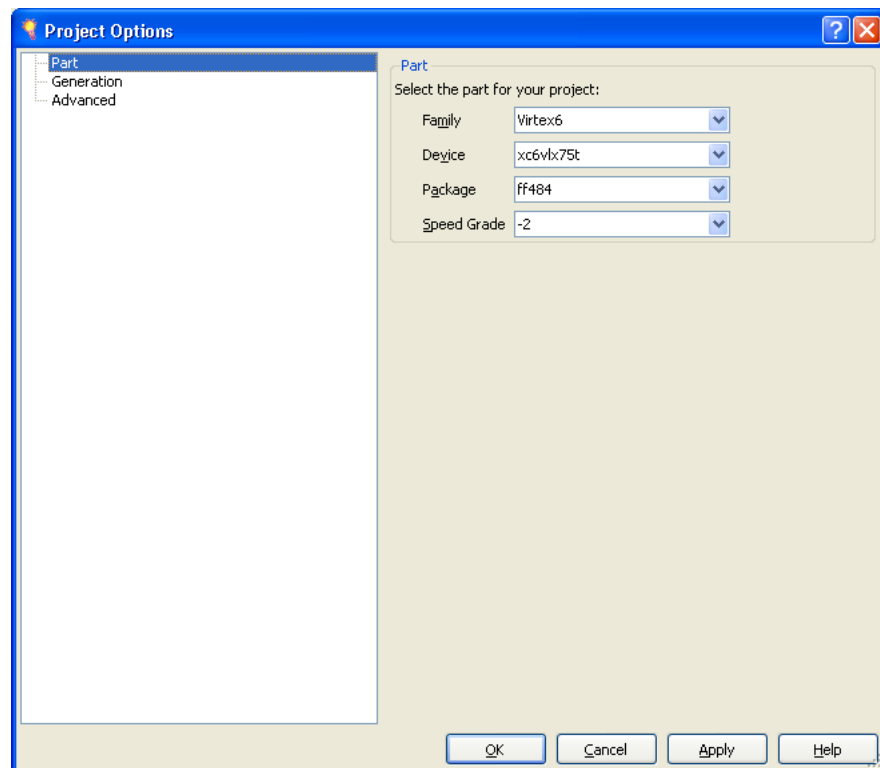 Project Options
Part
Generation
Advanced
Part
Select the part for your project:
Family Virtex6
Device xc6vlx75t
Package ff484
Speed Grade -2
OK Cancel Apply Help